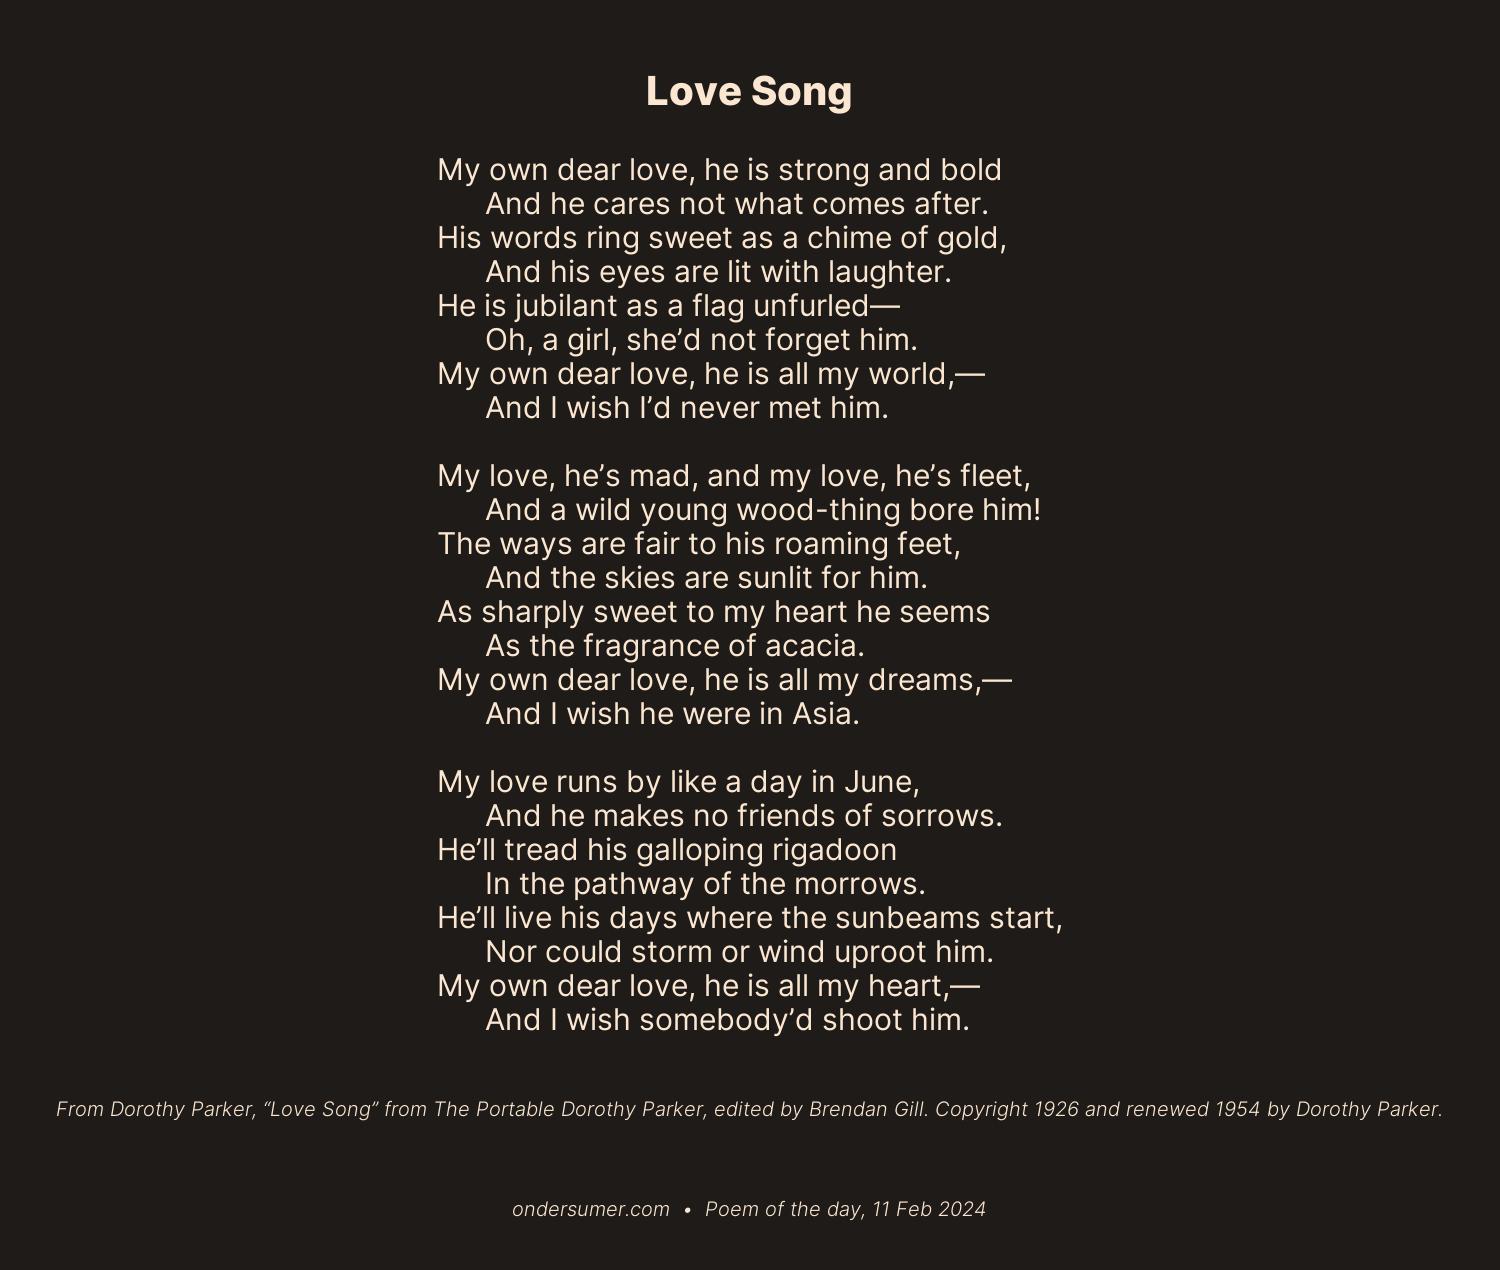 Love Song
My own dear love, he is strong and bold
And he cares not what comes after.
His words ring sweet as a chime of gold,
And his eyes are lit with laughter.
He is jubilant as a flag unfurled—
Oh, a girl, she’d not forget him.
My own dear love, he is all my world,—
And I wish I’d never met him.
My love, he’s mad, and my love, he’s fleet,
And a wild young wood-thing bore him!
The ways are fair to his roaming feet,
And the skies are sunlit for him.
As sharply sweet to my heart he seems
As the fragrance of acacia.
My own dear love, he is all my dreams,—
And I wish he were in Asia.
My love runs by like a day in June,
And he makes no friends of sorrows.
He’ll tread his galloping rigadoon
In the pathway of the morrows.
He’ll live his days where the sunbeams start,
Nor could storm or wind uproot him.
My own dear love, he is all my heart,—
And I wish somebody’d shoot him.
From Dorothy Parker, “Love Song” from The Portable Dorothy Parker, edited by Brendan Gill. Copyright 1926 and renewed 1954 by Dorothy Parker.
ondersumer.com • Poem of the day, 11 Feb 2024